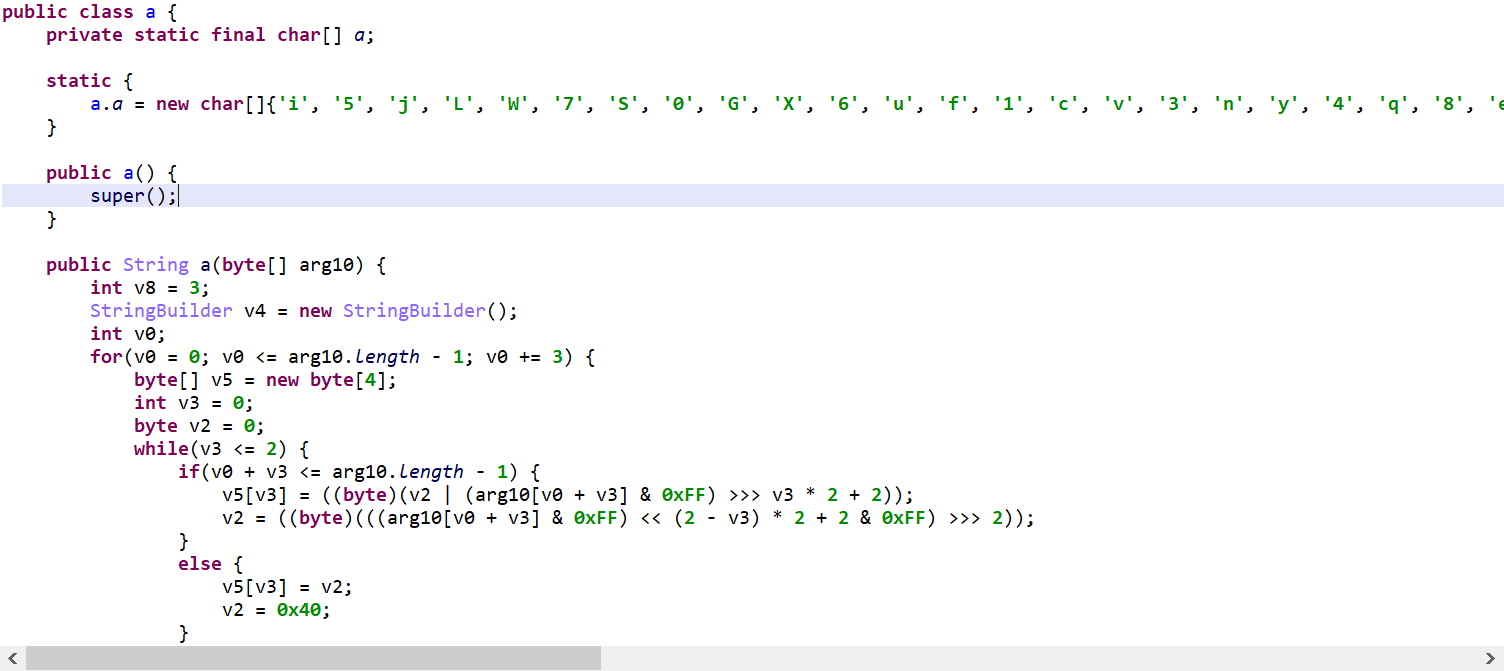 public class a {
    private static final char[] a;
    static {
        a.a = new char[]{'i', '5', 'j', 'L', 'W', '7', 'S', '0', 'G', 'X', '6', 'u', 'f', '1', 'c', 'v', '3', 'n', 'y', '4', 'q', '8', 'e
    }
    public a() {
        super();
    }
    public String a(byte[] arg10) {
        int v8 = 3;
        StringBuilder v4 = new StringBuilder();
        int v0;
        for(v0 = 0; v0 <= arg10.length - 1; v0 += 3) {
            byte[] v5 = new byte[4];
            int v3 = 0;
            byte v2 = 0;
            while(v3 <= 2) {
                if(v0 + v3 <= arg10.length - 1) {
                    v5[v3] = ((byte)(v2 | (arg10[v0 + v3] & 0xFF) >>> v3 * 2 + 2));
                    v2 = ((byte)(((arg10[v0 + v3] & 0xFF) << (2 - v3) * 2 + 2 & 0xFF) >>> 2));
                }
                else {
                    v5[v3] = v2;
                    v2 = 0x40;
                }